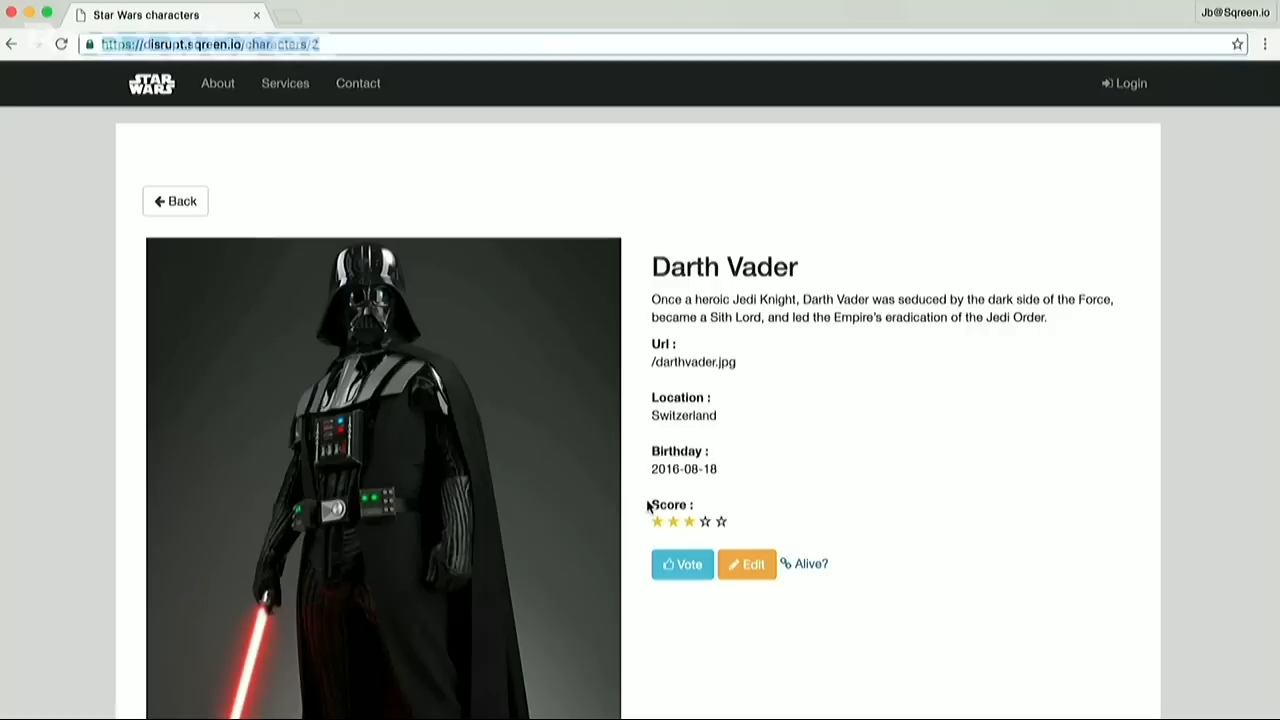 Star Wars characters
Jb@Sqreen.io
https://disrupt.sqreen.io/characters/2
STAR WARS
About
Services
Contact
Login
Back
Darth Vader
Once a heroic Jedi Knight, Darth Vader was seduced by the dark side of the Force,
became a Sith Lord, and led the Empire's eradication of the Jedi Order.
Url :
/darthvader.jpg
Location :
Switzerland
Birthday :
2016-08-18
Score :
Vote
Edit
Alive?